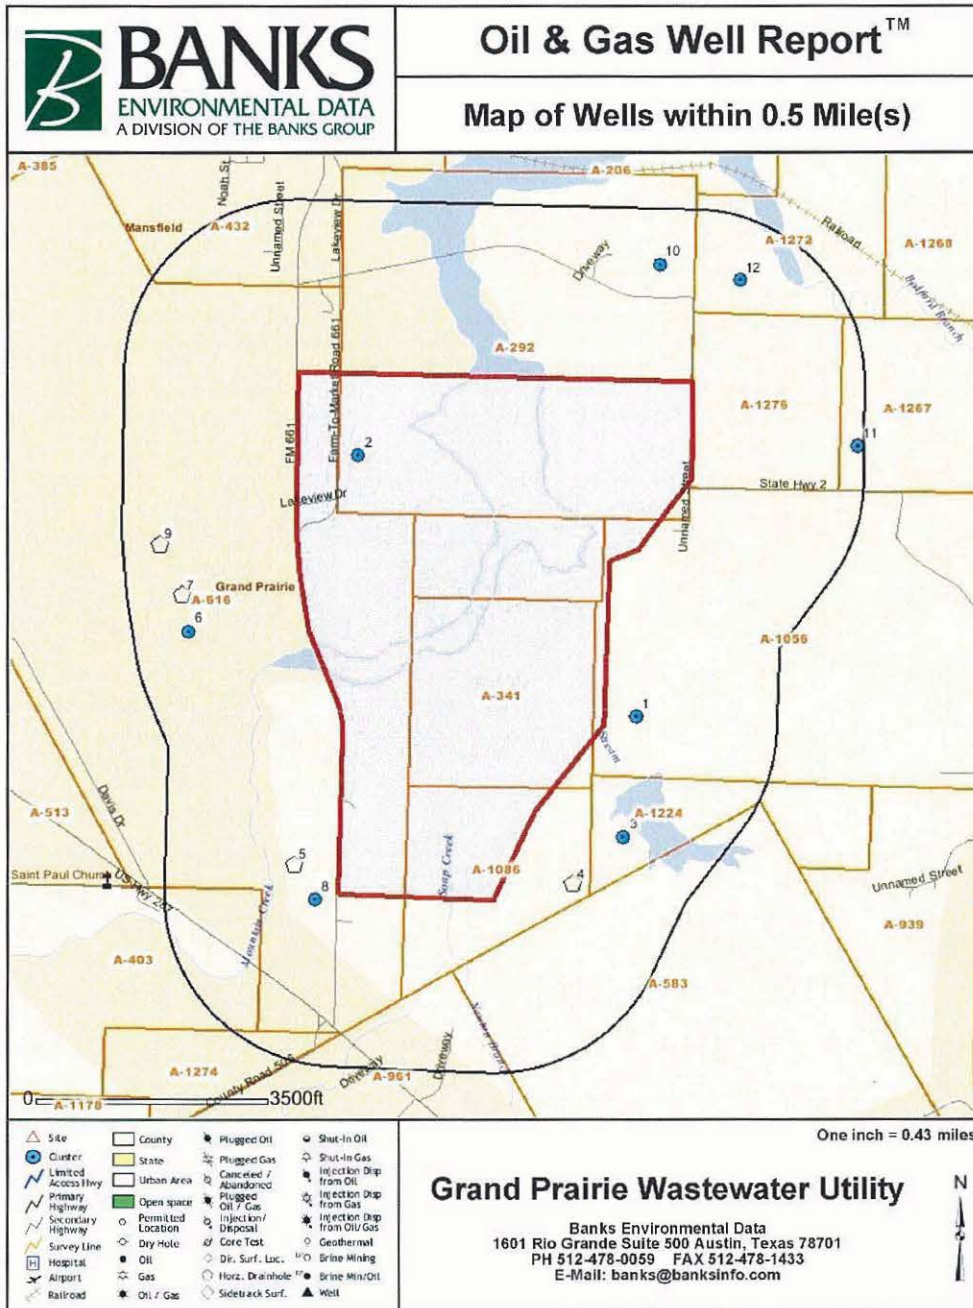 BANKS
ENVIRONMENTAL DATA
A DIVISION OF THE BANKS GROUP
Oil & Gas Well Report™
Map of Wells within 0.5 Mile(s)
A-385
A-206
Noah St
Unnamed Street
Lakeview Dr
Mansfield
A-432
Railroad
A-1272
A-1268
Driveway
10
12
Farm-To-Market Road 661
A-292
A-1276
A-1267
FM 661
2
11
Unnamed Street
State Hwy 2
Lakeview Dr
9
7
Grand Prairie
A-616
6
A-1056
A-341
1
Stream
Davis Dr
A-513
A-1224
3
5
Saint Paul Church
US Hwy 287
A-1086
4
Soap Creek
Unnamed Street
8
Mountain Creek
A-939
A-403
A-583
Driveway
A-1274
County Road 506
Driveway
A-961
0
3500ft
A-1178
Site
Cluster
Limited
Access Hwy
Primary
Highway
Secondary
Highway
Survey Line
Hospital
Airport
Railroad
County
State
Urban Area
Open space
Permitted
Location
Dry Hole
Oil
Gas
Oil / Gas
Plugged Oil
Plugged Gas
Canceled /
Abandoned
Plugged
Oil / Gas
Injection/
Disposal
Core Test
Dir. Surf. Loc.
Horz. Drainhole
Sidetrack Surf.
Shut-In Oil
Shut-In Gas
Injection Disp
from Oil
Injection Disp
from Gas
Injection Disp
from Oil/Gas
Geothermal
Brine Mining
Brine Min/Oil
Well
One inch = 0.43 miles
Grand Prairie Wastewater Utility
N
Banks Environmental Data
1601 Rio Grande Suite 500 Austin, Texas 78701
PH 512-478-0059 FAX 512-478-1433
E-Mail: banks@banksinfo.com